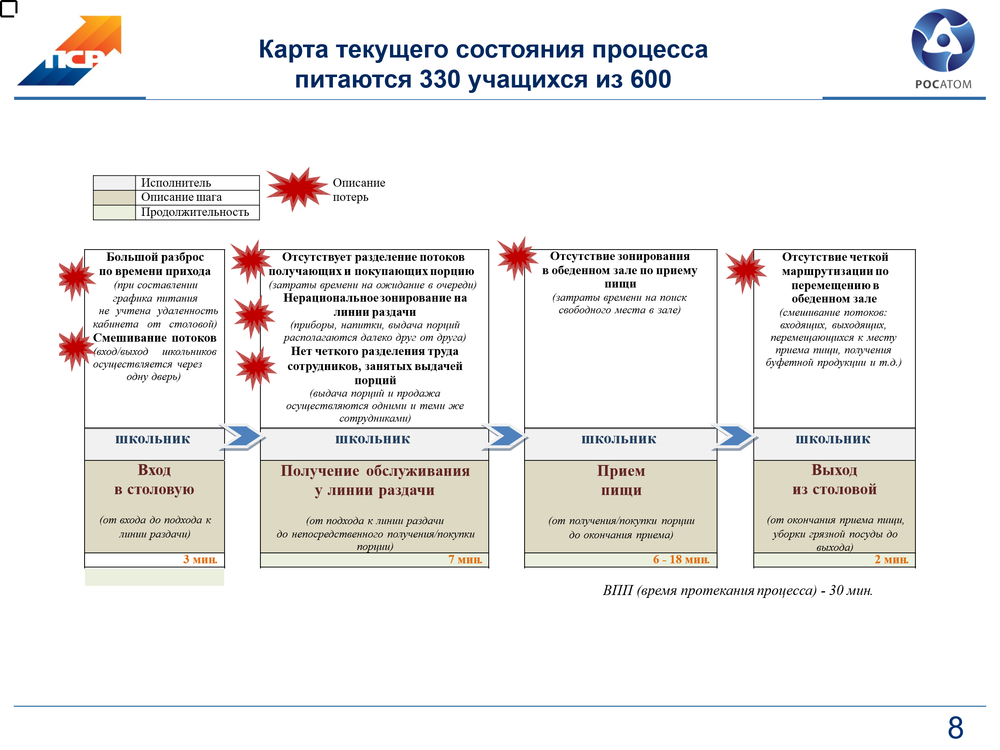 ПСР
Карта текущего состояния процесса
питаются 330 учащихся из 600
РОСАТОМ
Исполнитель
Описание шага
Продолжительность
Описание
потерь
Большой разброс
по времени прихода
(при составлении
графика питания
не учтена удаленность
кабинета от столовой)
Смешивание потоков
(вход/выход школьников
осуществляется через
одну дверь)
школьник
Вход
в столовую
(от входа до подхода к
линии раздачи)
3 мин.
Отсутствует разделение потоков
получающих и покупающих порцию
(затраты времени на ожидание в очереди)
Нерациональное зонирование на
линии раздачи
(приборы, напитки, выдача порций
располагаются далеко друг от друга)
Нет четкого разделения труда
сотрудников, занятых выдачей
порций
(выдача порций и продажа
осуществляются одними и теми же
сотрудниками)
школьник
Получение обслуживания
у линии раздачи
(от подхода к линии раздачи
до непосредственного получения/покупки
порции)
7 мин.
Отсутствие зонирования
в обеденном зале по приему
пищи
(затраты времени на поиск
свободного места в зале)
школьник
Прием
пищи
(от получения/покупки порции
до окончания приема)
6 - 18 мин.
Отсутствие четкой
маршрутизации по
перемещению в
обеденном зале
(смешивание потоков:
входящих, выходящих,
перемещающихся к месту
приема пищи, получения
буфетной продукции и т.д.)
школьник
Выход
из столовой
(от окончания приема пищи,
уборки грязной посуды до
выхода)
2 мин.
ВПП (время протекания процесса) - 30 мин.
8